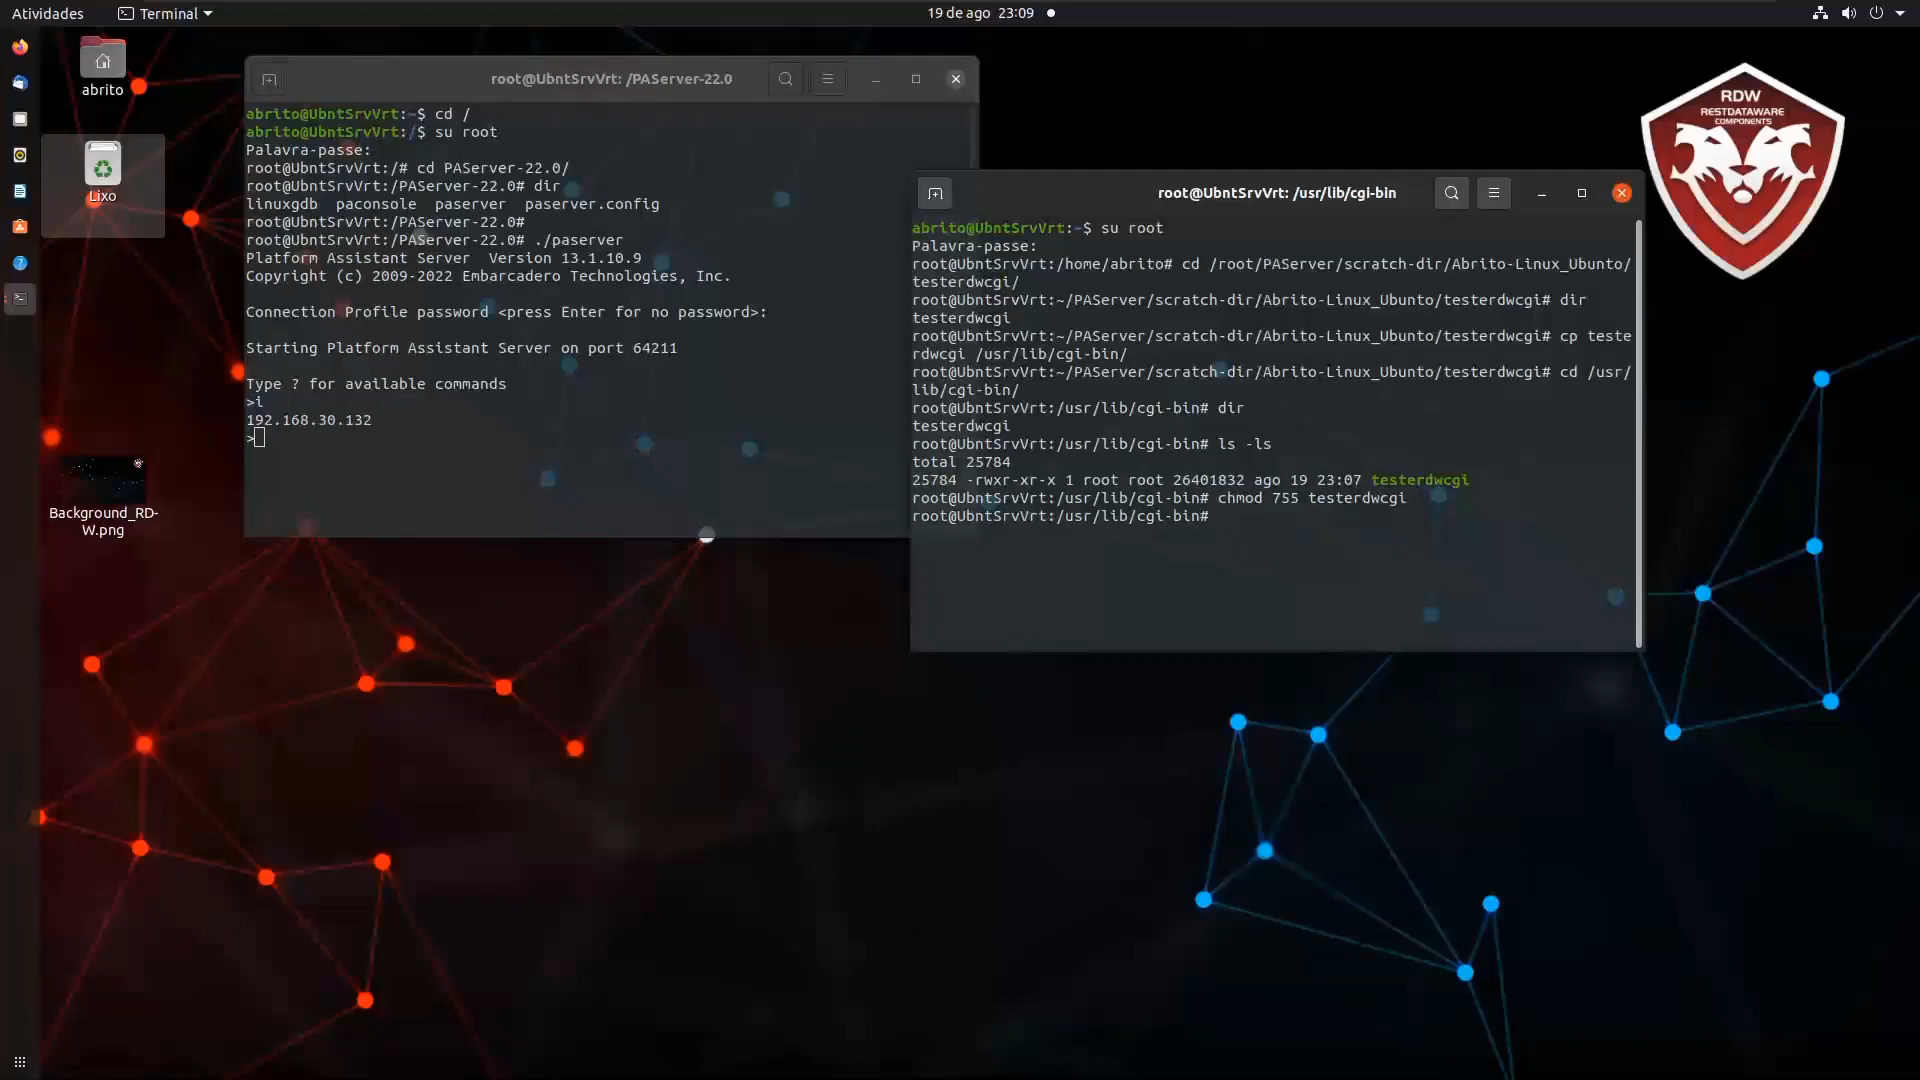 Atividades
Terminal
19 de ago 23:09
abrito
Lixo
Background_RD-
W.png
root@UbntSrvVrt: /PAServer-22.0
abrito@UbntSrvVrt:~$ cd /
abrito@UbntSrvVrt:/$ su root
Palavra-passe:
root@UbntSrvVrt:/# cd PAServer-22.0/
root@UbntSrvVrt:/PAServer-22.0# dir
linuxgdb  paconsole  paserver  paserver.config
root@UbntSrvVrt:/PAServer-22.0#
root@UbntSrvVrt:/PAServer-22.0# ./paserver
Platform Assistant Server  Version 13.1.10.9
Copyright (c) 2009-2022 Embarcadero Technologies, Inc.
Connection Profile password <press Enter for no password>:
Starting Platform Assistant Server on port 64211
Type ? for available commands
>i
192.168.30.132
>
root@UbntSrvVrt: /usr/lib/cgi-bin
abrito@UbntSrvVrt:~$ su root
Palavra-passe:
root@UbntSrvVrt:/home/abrito# cd /root/PAServer/scratch-dir/Abrito-Linux_Ubunto/
testerdwcgi/
root@UbntSrvVrt:~/PAServer/scratch-dir/Abrito-Linux_Ubunto/testerdwcgi# dir
testerdwcgi
root@UbntSrvVrt:~/PAServer/scratch-dir/Abrito-Linux_Ubunto/testerdwcgi# cp teste
rdwcgi /usr/lib/cgi-bin/
root@UbntSrvVrt:~/PAServer/scratch-dir/Abrito-Linux_Ubunto/testerdwcgi# cd /usr/
lib/cgi-bin/
root@UbntSrvVrt:/usr/lib/cgi-bin# dir
testerdwcgi
root@UbntSrvVrt:/usr/lib/cgi-bin# ls -ls
total 25784
25784 -rwxr-xr-x 1 root root 26401832 ago 19 23:07 testerdwcgi
root@UbntSrvVrt:/usr/lib/cgi-bin# chmod 755 testerdwcgi
root@UbntSrvVrt:/usr/lib/cgi-bin#
RDW
RESTDATAWARE
COMPONENTS